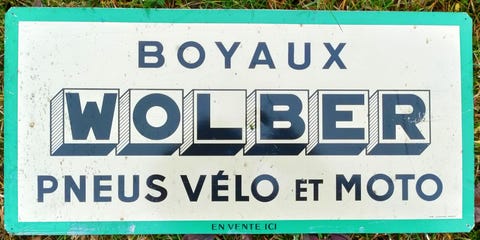 BOYAUX
WOLBER
PNEUS VÉLO ET MOTO
EN VENTE ICI